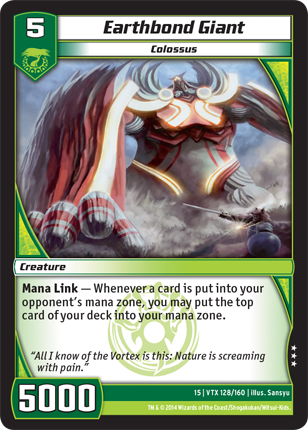 5
Earthbond Giant
Colossus
Creature
Mana Link — Whenever a card is put into your
opponent's mana zone, you may put the top
card of your deck into your mana zone.
"All I know of the Vortex is this: Nature is screaming
with pain."
5000
15 | VTX 128/160 | illus. Sansyu
TM & © 2014 Wizards of the Coast/Shogakukan/Mitsui-Kids.